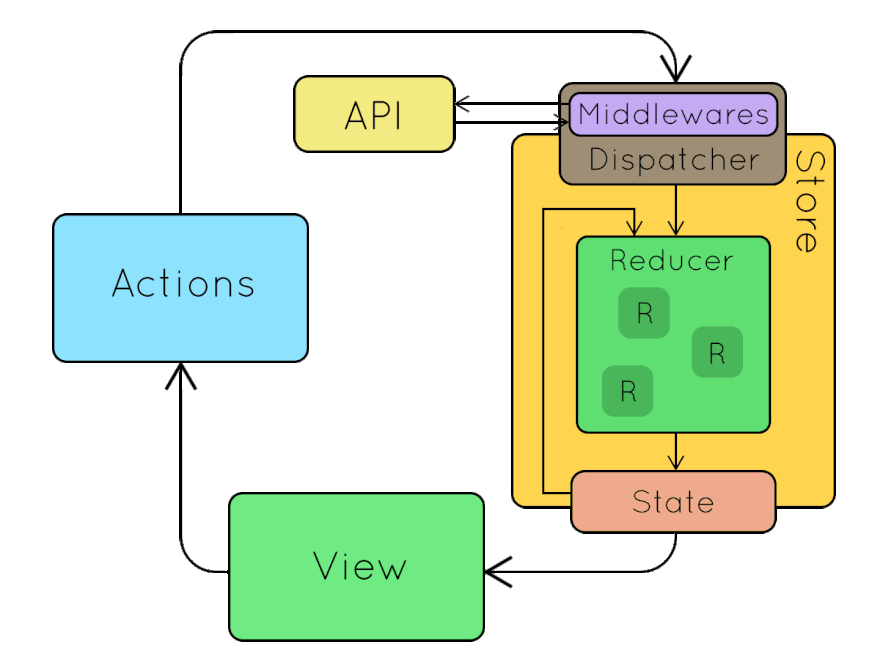 API
Middlewares
Dispatcher
Store
Actions
Reducer
R
R
R
State
View